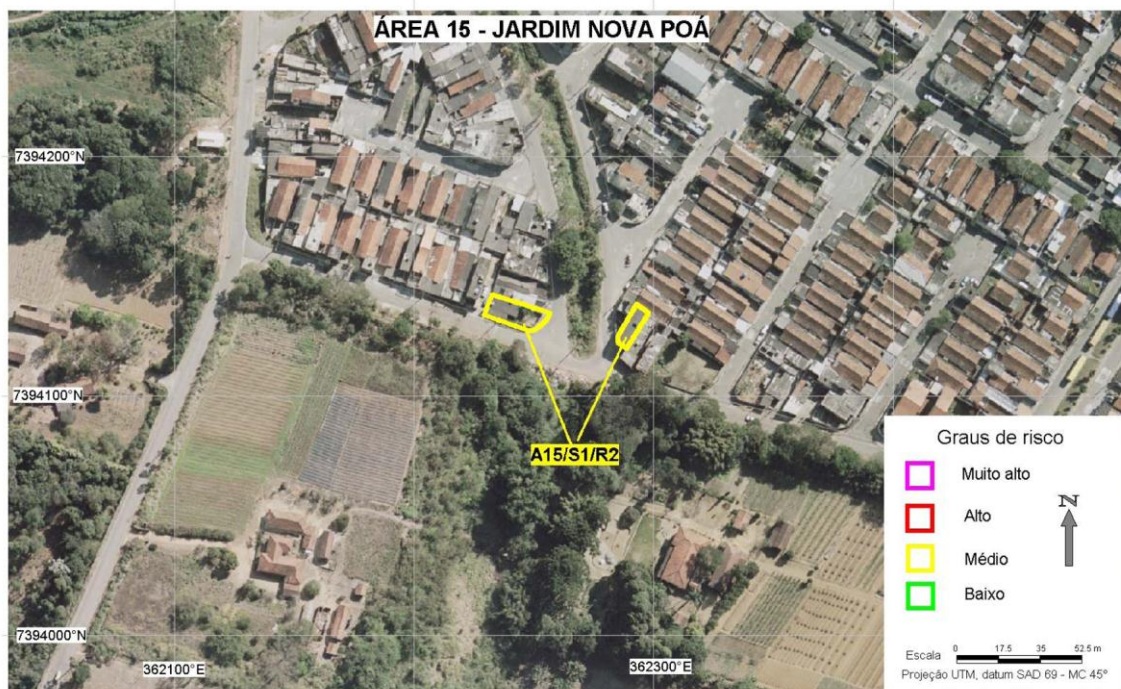 ÁREA 15 - JARDIM NOVA POÁ
7394200°N
7394100°N
A15/S1/R2
7394000°N
362100°E
362300°E
Graus de risco
Muito alto
Alto
Médio
Baixo
N
Escala 0 17.5 35 52.5 m
Projeção UTM, datum SAD 69 - MC 45º